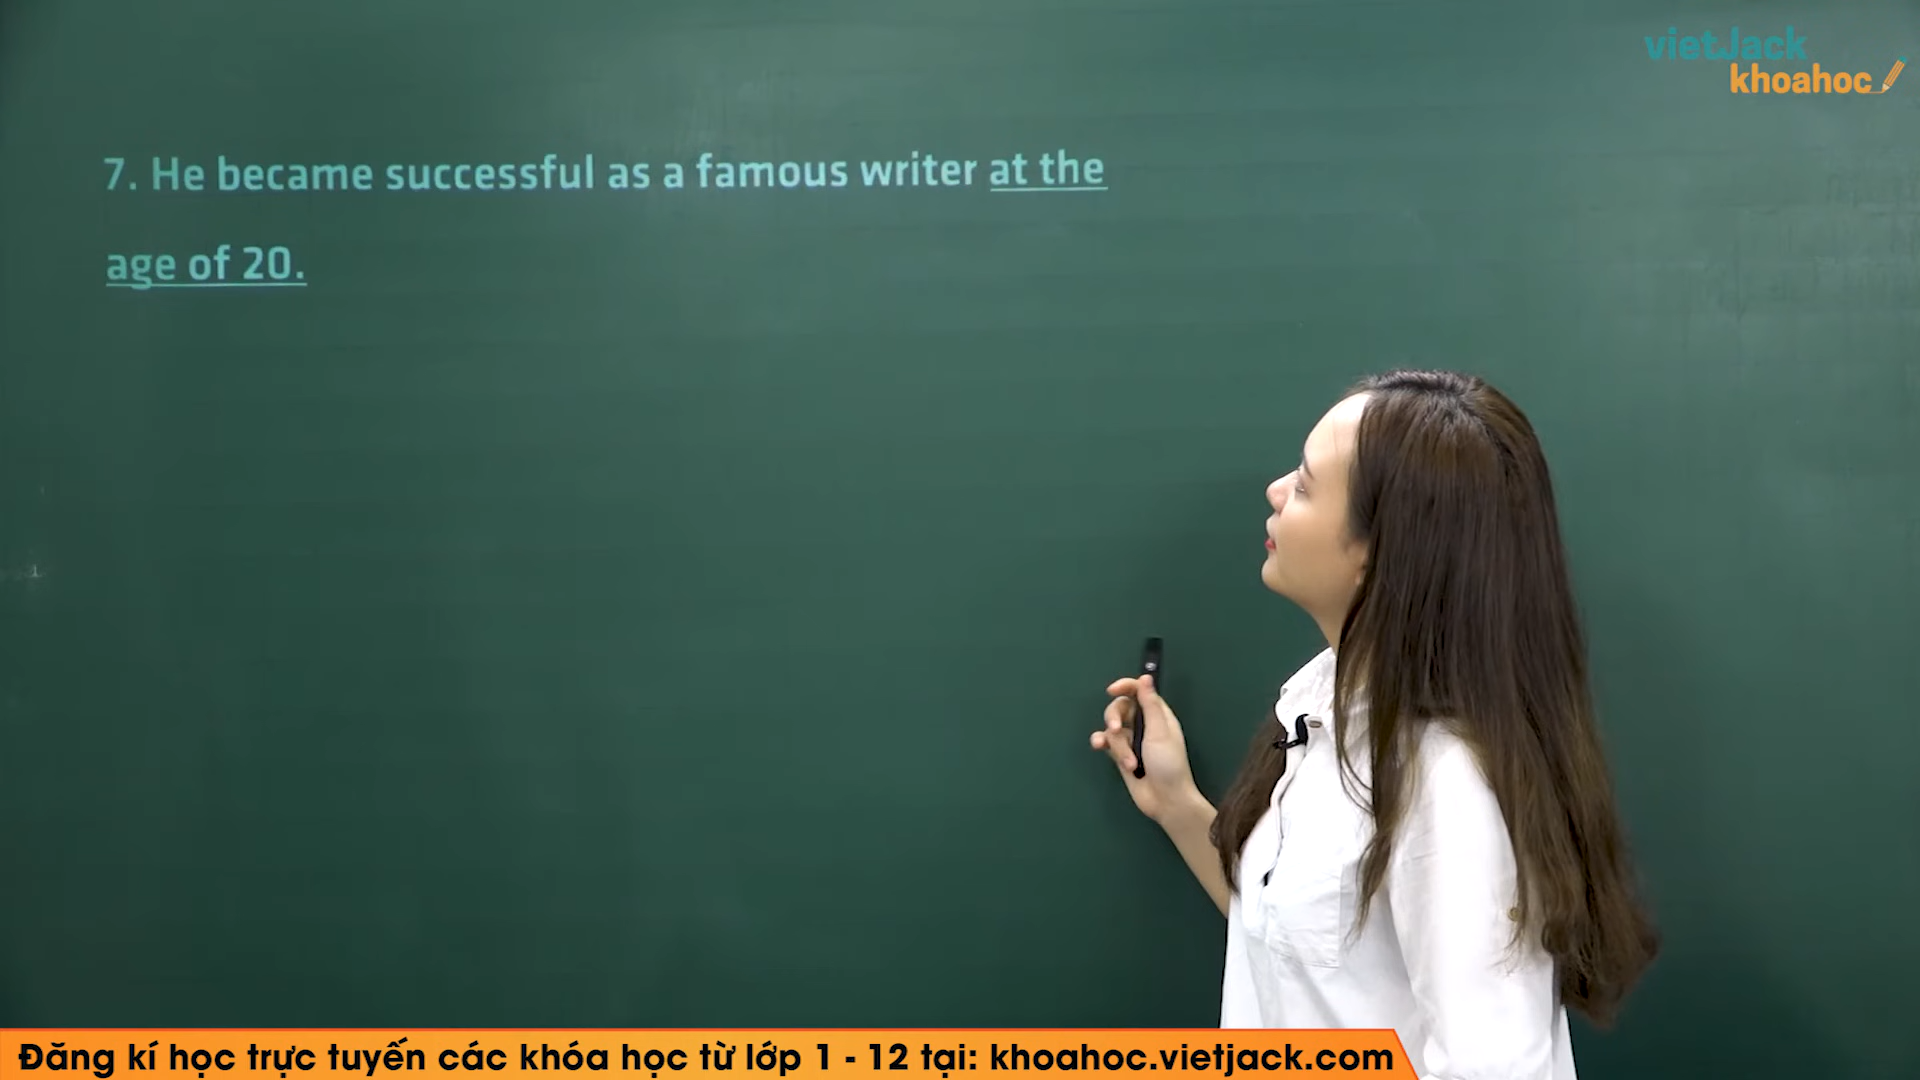 vietJack
khoahoc
7. He became successful as a famous writer at the
age of 20.
Đăng kí học trực tuyến các khóa học từ lớp 1 - 12 tại: khoahoc.vietjack.com